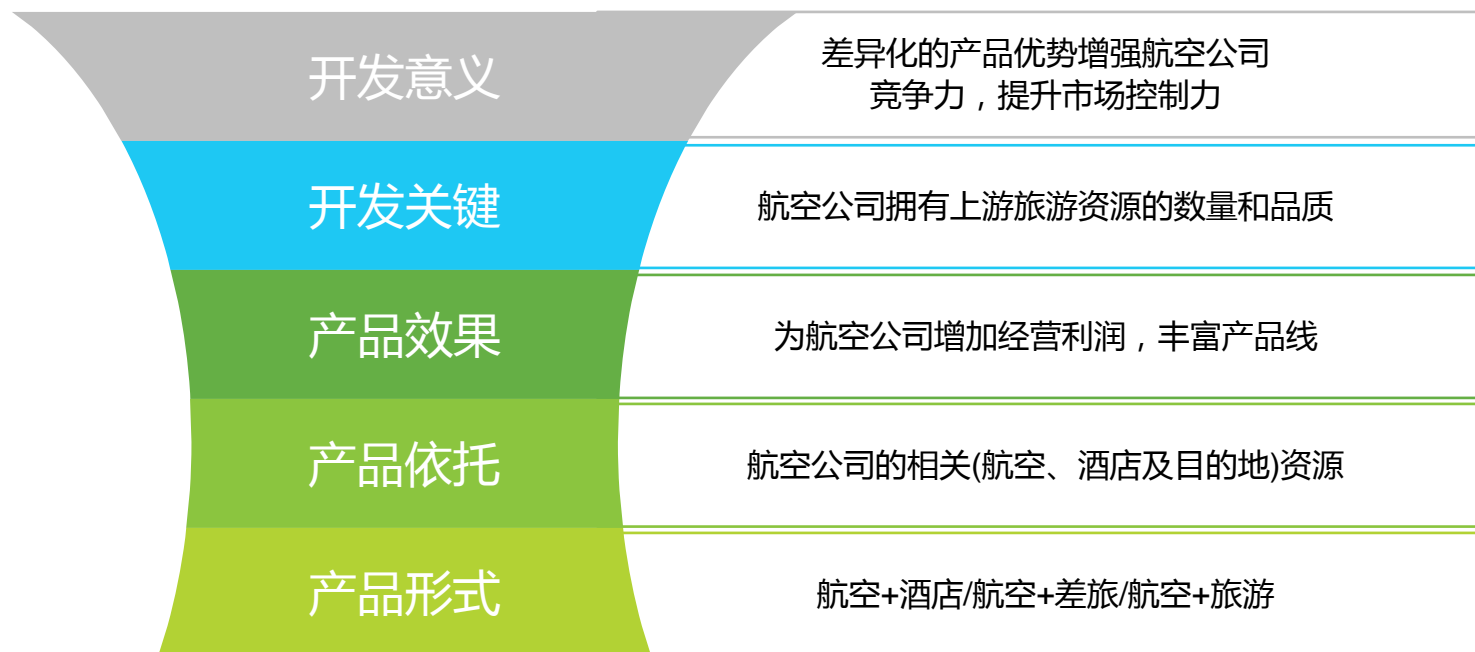 开发意义
差异化的产品优势增强航空公司
竞争力，提升市场控制力
开发关键
航空公司拥有上游旅游资源的数量和品质
产品效果
为航空公司增加经营利润，丰富产品线
产品依托
航空公司的相关(航空、酒店及目的地)资源
产品形式
航空+酒店/航空+差旅/航空+旅游